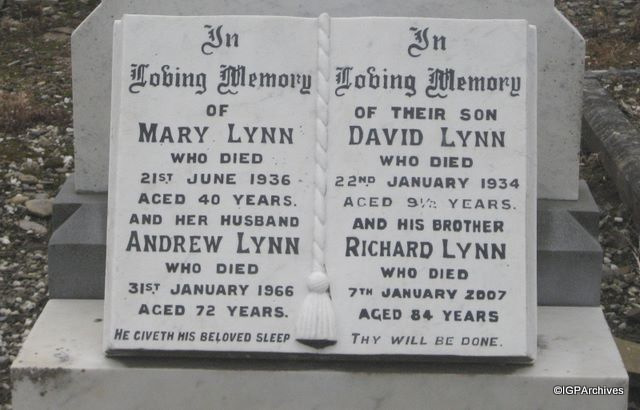 In
Loving Memory
OF
MARY LYNN
WHO DIED
21ST JUNE 1936
AGED 40 YEARS.
AND HER HUSBAND
ANDREW LYNN
WHO DIED
31ST JANUARY 1966
AGED 72 YEARS.
HE GIVETH HIS BELOVED SLEEP
In
Loving Memory
OF THEIR SON
DAVID LYNN
WHO DIED
22ND JANUARY 1934
AGED 9½ YEARS.
AND HIS BROTHER
RICHARD LYNN
WHO DIED
7TH JANUARY 2007
AGED 84 YEARS
THY WILL BE DONE.
©IGPArchives